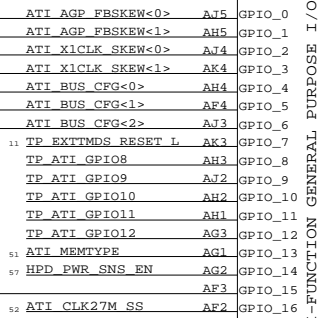 ATI_AGP_FBSKEW<0> AJ5 GPIO_0
ATI_AGP_FBSKEW<1> AH5 GPIO_1
ATI_X1CLK_SKEW<0> AJ4 GPIO_2
ATI_X1CLK_SKEW<1> AK4 GPIO_3
ATI_BUS_CFG<0> AH4 GPIO_4
ATI_BUS_CFG<1> AF4 GPIO_5
ATI_BUS_CFG<2> AJ3 GPIO_6
11 TP_EXTTMDS_RESET_L AK3 GPIO_7
TP_ATI_GPIO8 AH3 GPIO_8
TP_ATI_GPIO9 AJ2 GPIO_9
TP_ATI_GPIO10 AH2 GPIO_10
TP_ATI_GPIO11 AH1 GPIO_11
TP_ATI_GPIO12 AG3 GPIO_12
51 ATI_MEMTYPE AG1 GPIO_13
57 HPD_PWR_SNS_EN AG2 GPIO_14
AF3 GPIO_15
52 ATI_CLK27M_SS AF2 GPIO_16
-FUNCTION GENERAL PURPOSE I/O